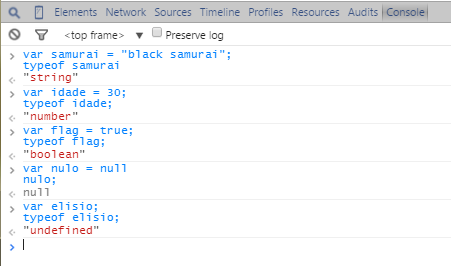 Elements Network Sources Timeline Profiles Resources Audits Console
<top frame> ▼ Preserve log
> var samurai = "black samurai";
typeof samurai
<· "string"
> var idade = 30;
typeof idade;
<· "number"
> var flag = true;
typeof flag;
<· "boolean"
> var nulo = null
nulo;
<· null
> var elisio;
typeof elisio;
<· "undefined"
>